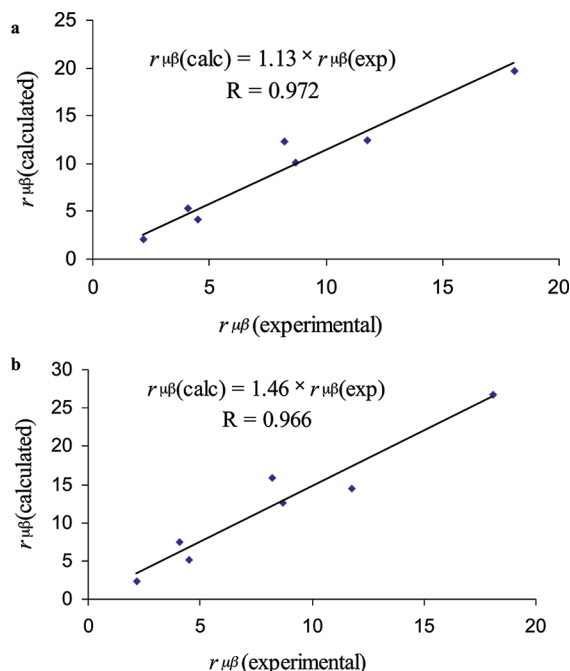 a
r μβ(calc) = 1.13 × r μβ(exp)
R = 0.972
r μβ(calculated)
25
20
15
10
5
0
0 5 10 15 20
r μβ(experimental)
b
r μβ(calc) = 1.46 × r μβ(exp)
R = 0.966
r μβ(calculated)
30
25
20
15
10
5
0
0 5 10 15 20
r μβ(experimental)